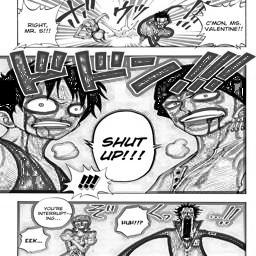 C'MON, MS.
VALENTINE!!
RIGHT,
MR. 5!!!
SHUT
UP!!!
!!!
HUH!?
YOU'RE
INTERRUPT-
ING...
EEK...